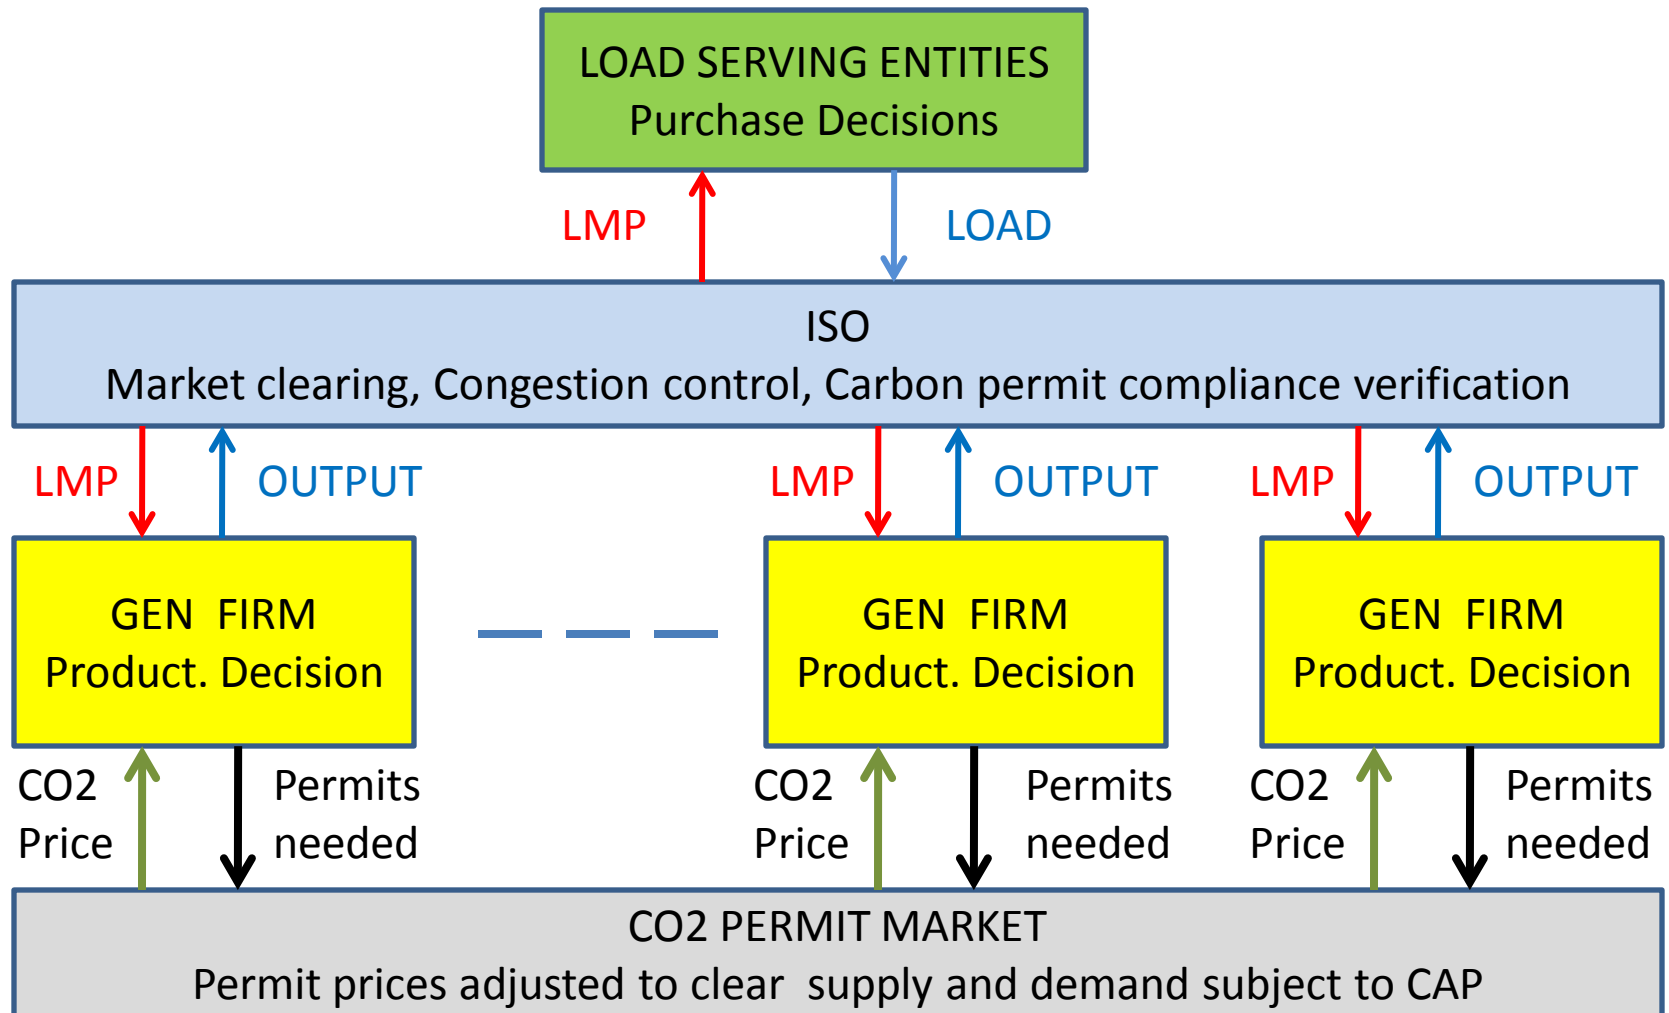 LOAD SERVING ENTITIES
Purchase Decisions
LMP LOAD
ISO
Market clearing, Congestion control, Carbon permit compliance verification
LMP OUTPUT LMP OUTPUT LMP OUTPUT
GEN FIRM GEN FIRM GEN FIRM
Product. Decision Product. Decision Product. Decision
CO2 Permits CO2 Permits CO2 Permits
Price needed Price needed Price needed
CO2 PERMIT MARKET
Permit prices adjusted to clear supply and demand subject to CAP